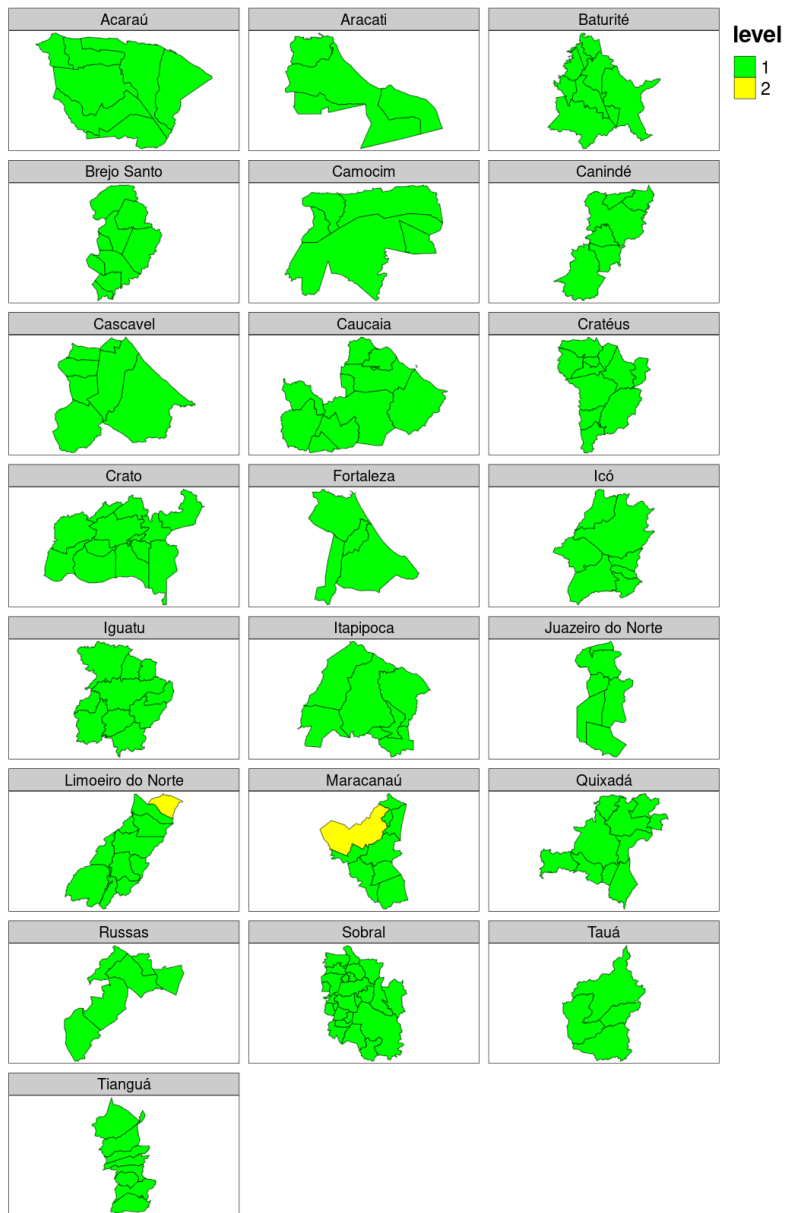 Acaraú
Aracati
Baturité
level
1
2
Brejo Santo
Camocim
Canindé
Cascavel
Caucaia
Cratéus
Crato
Fortaleza
Icó
Iguatu
Itapipoca
Juazeiro do Norte
Limoeiro do Norte
Maracanaú
Quixadá
Russas
Sobral
Tauá
Tianguá